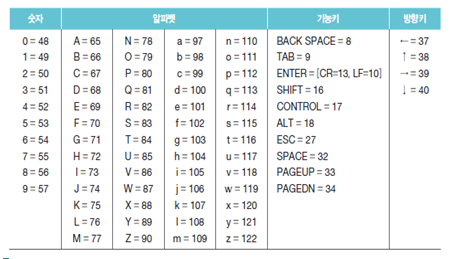 숫자 알파벳 기능키 방향키
0 = 48 A = 65 N = 78 a = 97 n = 110 BACK SPACE = 8 ← = 37
1 = 49 B = 66 O = 79 b = 98 o = 111 TAB = 9 ↑ = 38
2 = 50 C = 67 P = 80 c = 99 p = 112 ENTER = [CR=13, LF=10] → = 39
3 = 51 D = 68 Q = 81 d = 100 q = 113 SHIFT = 16 ↓ = 40
4 = 52 E = 69 R = 82 e = 101 r = 114 CONTROL = 17
5 = 53 F = 70 S = 83 f = 102 s = 115 ALT = 18
6 = 54 G = 71 T = 84 g = 103 t = 116 ESC = 27
7 = 55 H = 72 U = 85 h = 104 u = 117 SPACE = 32
8 = 56 I = 73 V = 86 i = 105 v = 118 PAGEUP = 33
9 = 57 J = 74 W = 87 j = 106 w = 119 PAGEDN = 34
K = 75 X = 88 k = 107 x = 120
L = 76 Y = 89 l = 108 y = 121
M = 77 Z = 90 m = 109 z = 122